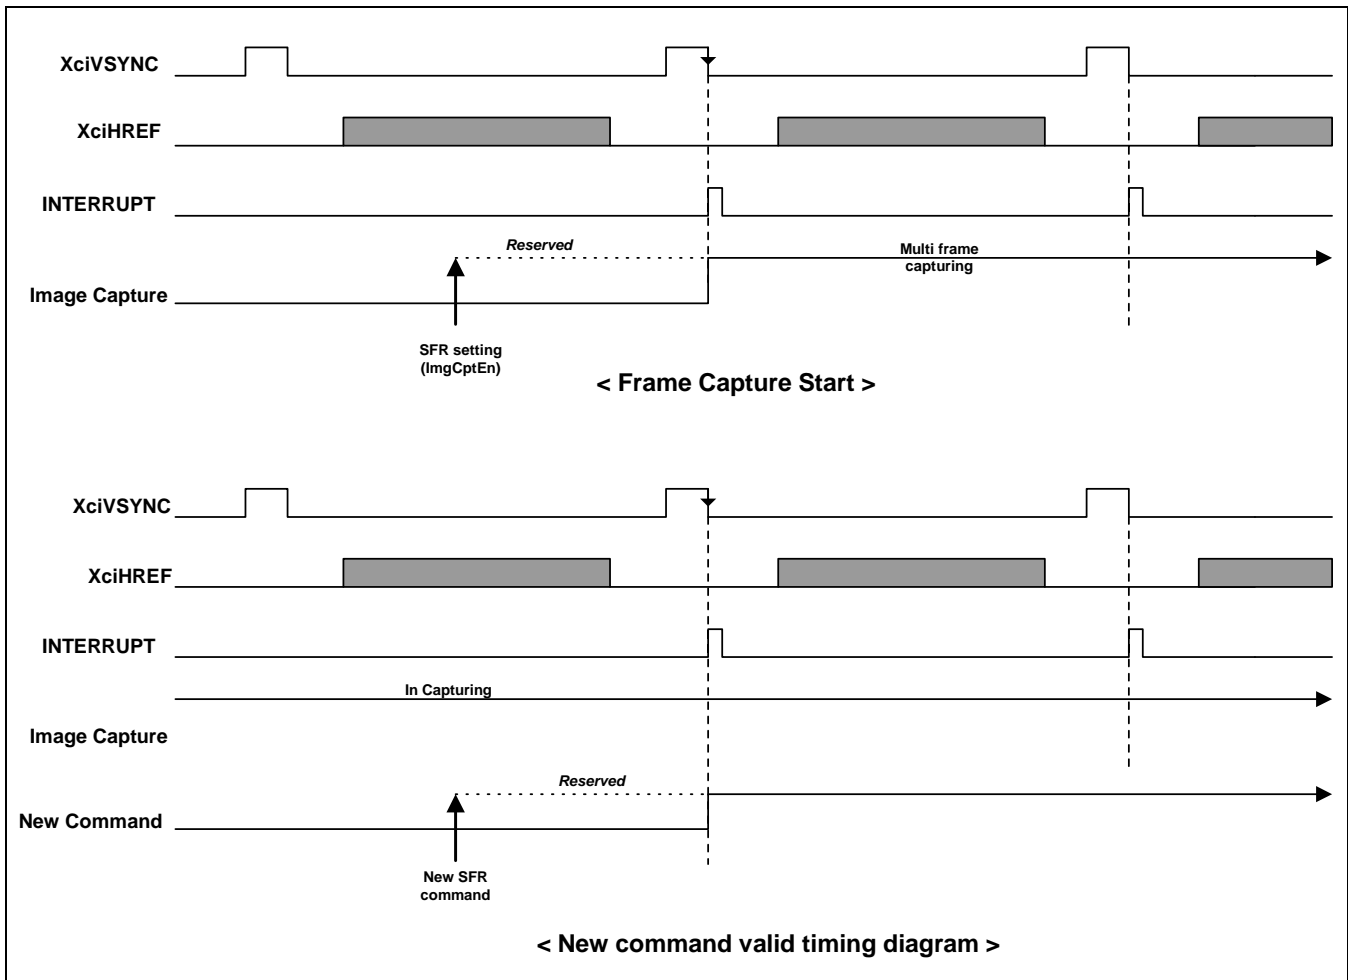 XciVSYNC
XciHREF
INTERRUPT
Reserved
Multi frame
capturing
Image Capture
SFR setting
(ImgCptEn)
< Frame Capture Start >
XciVSYNC
XciHREF
INTERRUPT
In Capturing
Image Capture
Reserved
New Command
New SFR
command
< New command valid timing diagram >